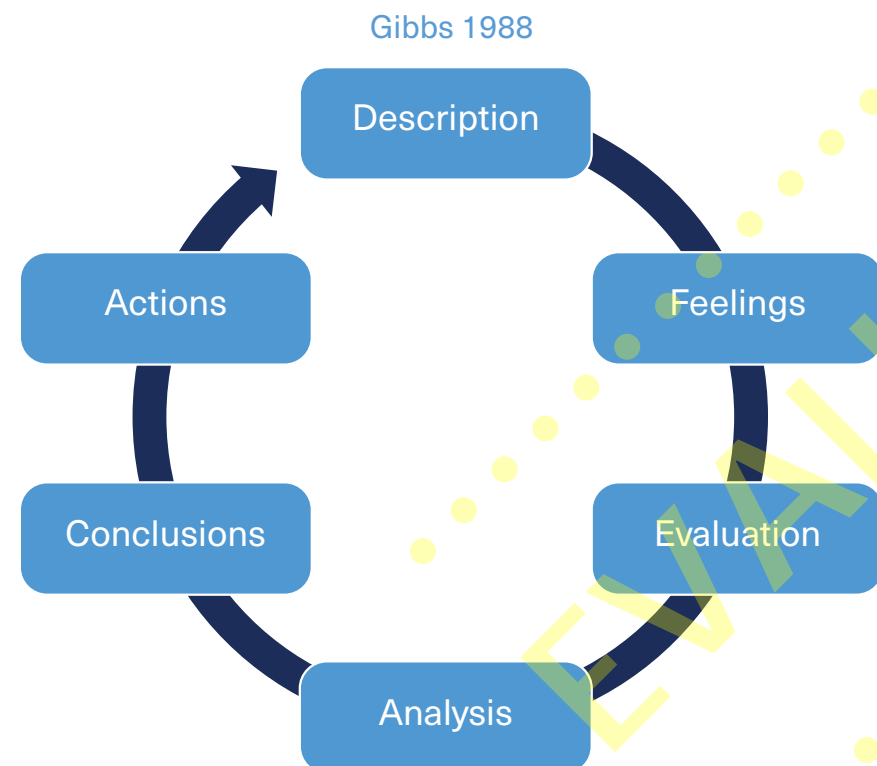 Gibbs 1988
Description
Feelings
Evaluation
Analysis
Conclusions
Actions